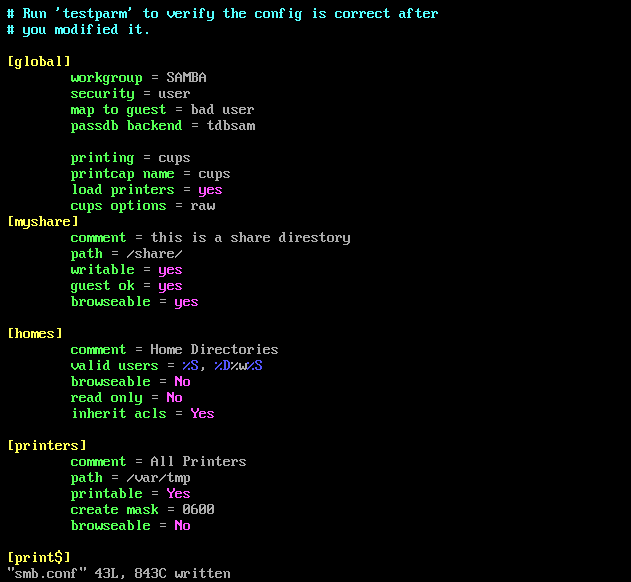 # Run 'testparm' to verify the config is correct after
# you modified it.
[global]
workgroup = SAMBA
security = user
map to guest = bad user
passdb backend = tdbsam
printing = cups
printcap name = cups
load printers = yes
cups options = raw
[myshare]
comment = this is a share direstory
path = /share/
writable = yes
guest ok = yes
browseable = yes
[homes]
comment = Home Directories
valid users = %S, %D%w%S
browseable = No
read only = No
inherit acls = Yes
[printers]
comment = All Printers
path = /var/tmp
printable = Yes
create mask = 0600
browseable = No
[print$]
"smb.conf" 43L, 843C written